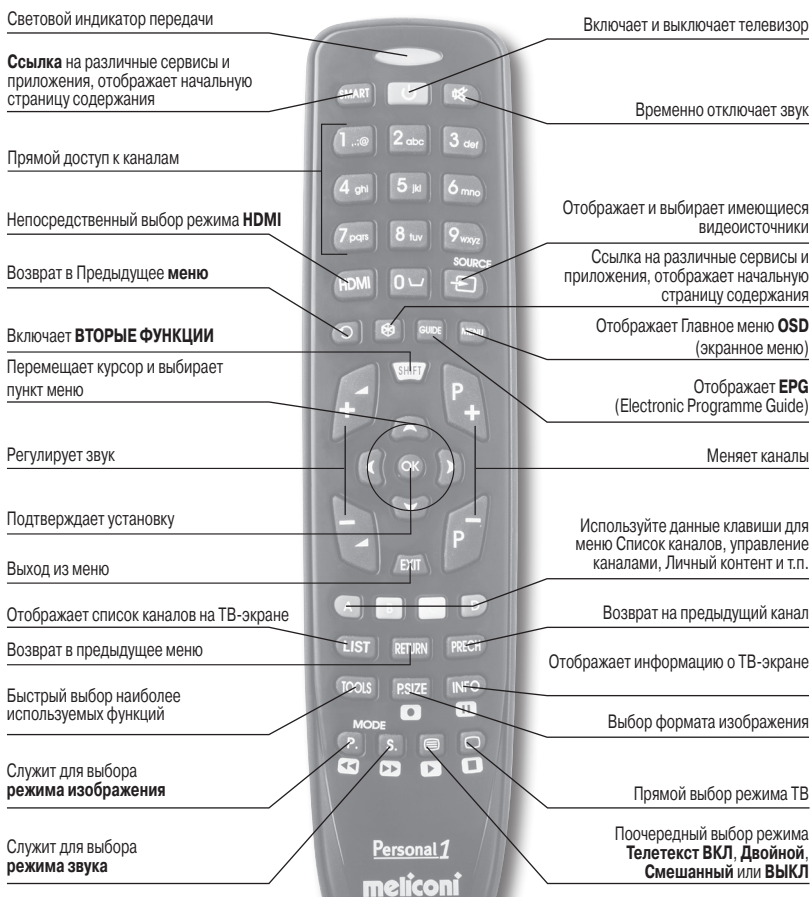 Световой индикатор передачи
Ссылка на различные сервисы и
приложения, отображает начальную
страницу содержания
Прямой доступ к каналам
Непосредственный выбор режима HDMI
Возврат в Предыдущее меню
Включает ВТОРЫЕ ФУНКЦИИ
Перемещает курсор и выбирает
пункт меню
Регулирует звук
Подтверждает установку
Выход из меню
Отображает список каналов на ТВ-экране
Возврат в предыдущее меню
Быстрый выбор наиболее
используемых функций
Служит для выбора
режима изображения
Служит для выбора
режима звука
SMART
1 .,:@ 2 abc 3 def
4 ghi 5 jkl 6 mno
7 pqrs 8 tuv 9 wxyz
SOURCE
HDMI 0
GUIDE MENU
SHIFT
+ P +
OK
− P −
EXIT
A B D
LIST RETURN PRECH
TOOLS P.SIZE INFO
MODE
P. S.
Personal 1
meliconi
Включает и выключает телевизор
Временно отключает звук
Отображает и выбирает имеющиеся
видеоисточники
Ссылка на различные сервисы и
приложения, отображает начальную
страницу содержания
Отображает Главное меню OSD
(экранное меню)
Отображает EPG
(Electronic Programme Guide)
Меняет каналы
Используйте данные клавиши для
меню Список каналов, управление
каналами, Личный контент и т.п.
Возврат на предыдущий канал
Отображает информацию о ТВ-экране
Выбор формата изображения
Прямой выбор режима ТВ
Поочередный выбор режима
Телетекст ВКЛ, Двойной,
Смешанный или ВЫКЛ